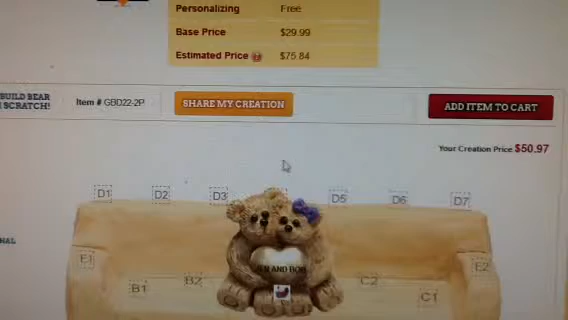 Personalizing Free
Base Price $29.99
Estimated Price $75.84
BUILD BEAR
SCRATCH!
Item # GBD22-2P
SHARE MY CREATION
ADD ITEM TO CART
Your Creation Price $50.97
D1 D2 D3 D5 D6 D7
E1 E2
B1 B2 C2 C1
AND BOB